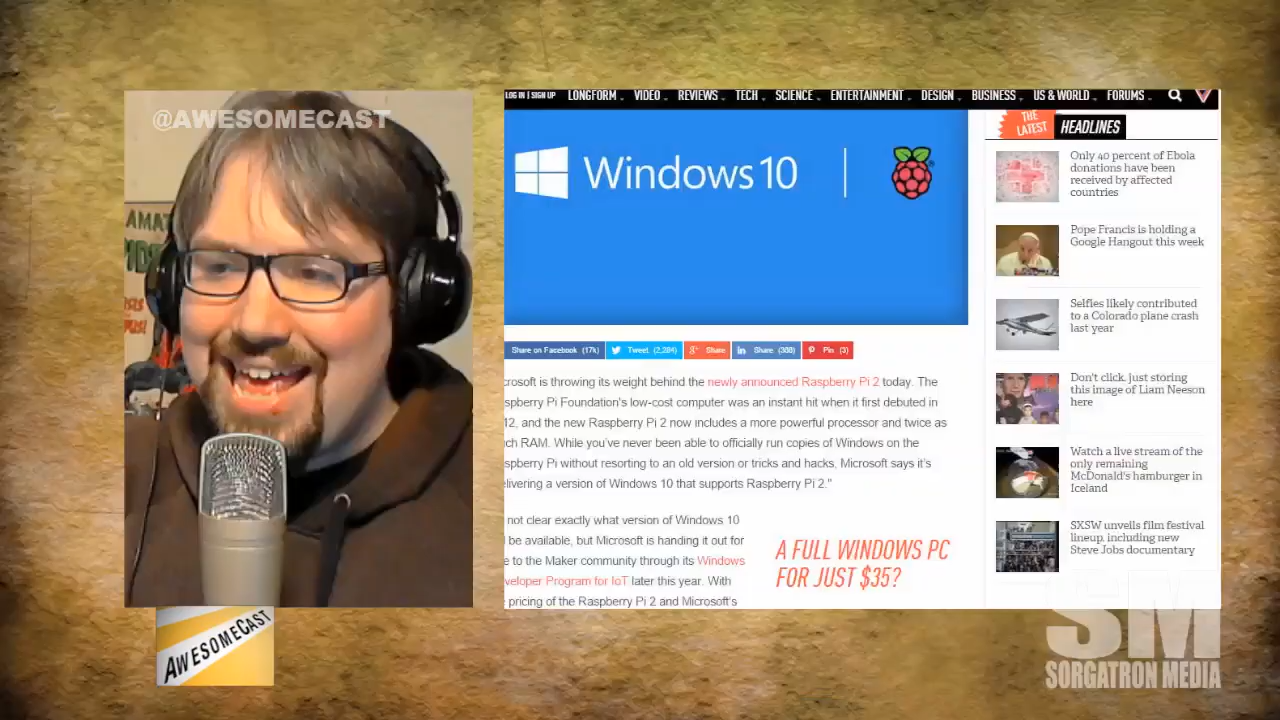 @AWESOMECAST
AMAZ
LOG IN | SIGN UP LONGFORM VIDEO REVIEWS TECH SCIENCE ENTERTAINMENT DESIGN BUSINESS US & WORLD FORUMS
Windows 10
Share on Facebook (17k) Tweet (2,284) Share Share (388) Pin (3)
crosoft is throwing its weight behind the newly announced Raspberry Pi 2 today. The
spberry Pi Foundation's low-cost computer was an instant hit when it first debuted in
12, and the new Raspberry Pi 2 now includes a more powerful processor and twice as
ch RAM. While you've never been able to officially run copies of Windows on the
spberry Pi without resorting to an old version or tricks and hacks, Microsoft says it's
elivering a version of Windows 10 that supports Raspberry Pi 2."
not clear exactly what version of Windows 10
l be available, but Microsoft is handing it out for
e to the Maker community through its Windows
veloper Program for IoT later this year. With
pricing of the Raspberry Pi 2 and Microsoft's
A FULL WINDOWS PC
FOR JUST $35?
THE
LATEST
HEADLINES
Only 40 percent of Ebola
donations have been
received by affected
countries
Pope Francis is holding a
Google Hangout this week
Selfies likely contributed
to a Colorado plane crash
last year
Don't click, just storing
this image of Liam Neeson
here
Watch a live stream of the
only remaining
McDonald's hamburger in
Iceland
SXSW unveils film festival
lineup, including new
Steve Jobs documentary
AWESOMECAST
SM
SORGATRON MEDIA